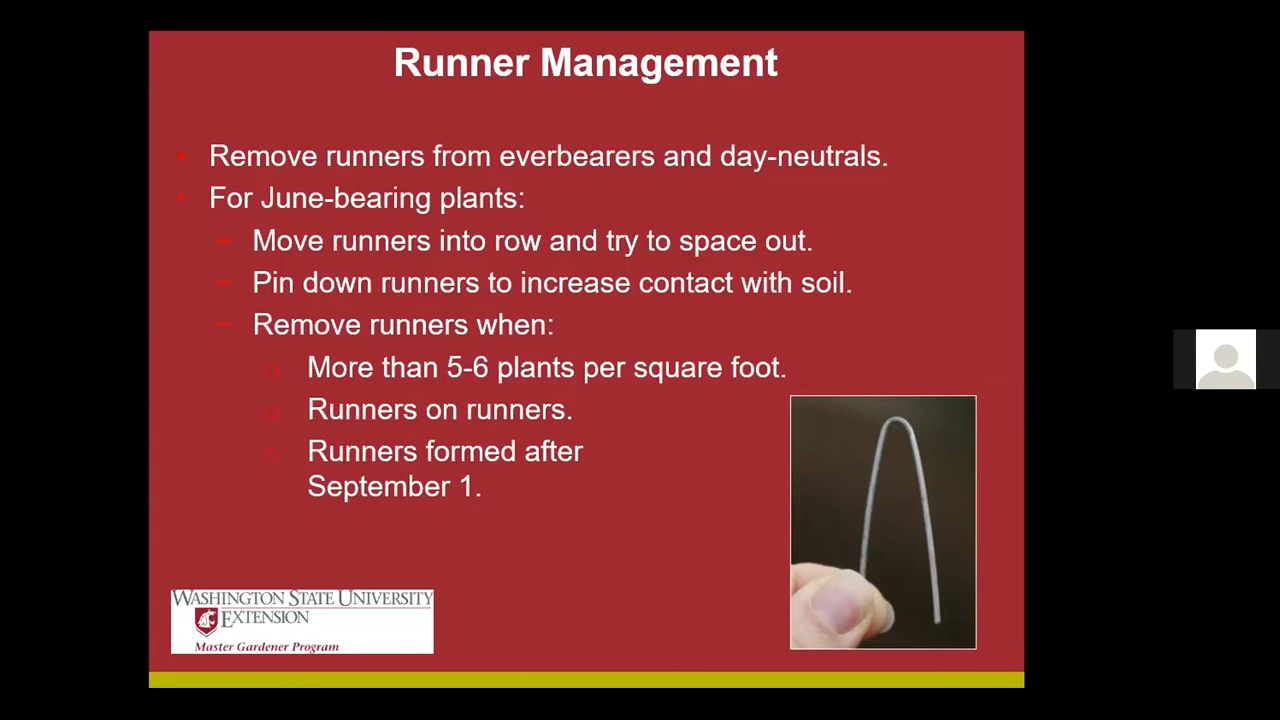 Runner Management
• Remove runners from everbearers and day-neutrals.
• For June-bearing plants:
– Move runners into row and try to space out.
– Pin down runners to increase contact with soil.
– Remove runners when:
o More than 5-6 plants per square foot.
o Runners on runners.
o Runners formed after
September 1.
WASHINGTON STATE UNIVERSITY
EXTENSION
Master Gardener Program